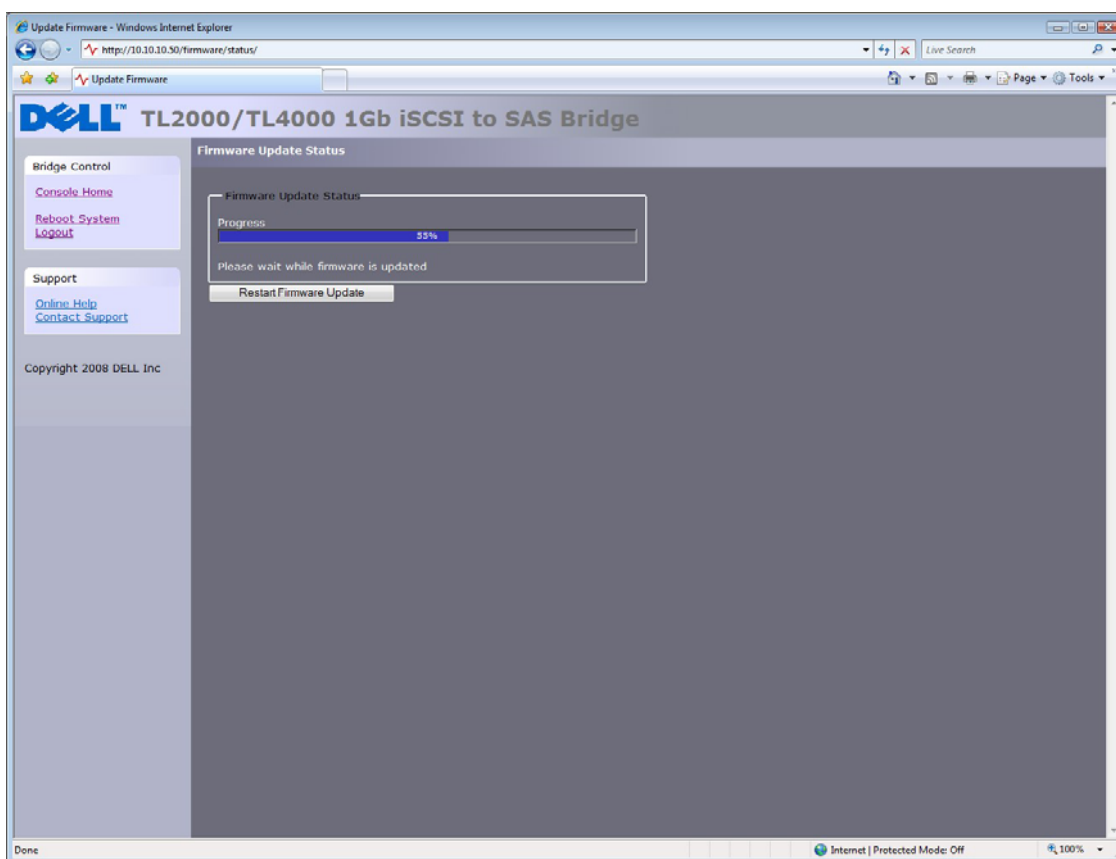 Update Firmware - Windows Internet Explorer
http://10.10.10.50/firmware/status/
Live Search
Update Firmware
Page
Tools
DELL™ TL2000/TL4000 1Gb iSCSI to SAS Bridge
Firmware Update Status
Bridge Control
Console Home
Reboot System
Logout
Support
Online Help
Contact Support
Copyright 2008 DELL Inc
Firmware Update Status
Progress
55%
Please wait while firmware is updated
Restart Firmware Update
Done
Internet | Protected Mode: Off
100%